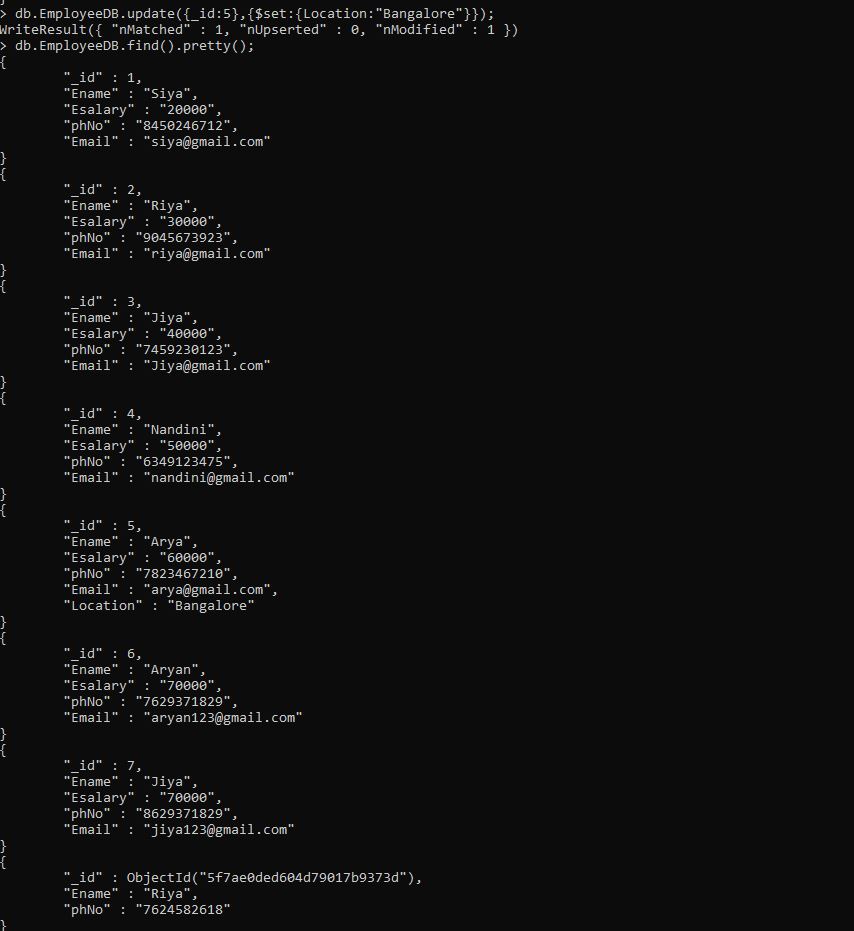 > db.EmployeeDB.update({_id:5},{$set:{Location:"Bangalore"}});
WriteResult({ "nMatched" : 1, "nUpserted" : 0, "nModified" : 1 })
> db.EmployeeDB.find().pretty();
{
        "_id" : 1,
        "Ename" : "Siya",
        "Esalary" : "20000",
        "phNo" : "8450246712",
        "Email" : "siya@gmail.com"
}
{
        "_id" : 2,
        "Ename" : "Riya",
        "Esalary" : "30000",
        "phNo" : "9045673923",
        "Email" : "riya@gmail.com"
}
{
        "_id" : 3,
        "Ename" : "Jiya",
        "Esalary" : "40000",
        "phNo" : "7459230123",
        "Email" : "Jiya@gmail.com"
}
{
        "_id" : 4,
        "Ename" : "Nandini",
        "Esalary" : "50000",
        "phNo" : "6349123475",
        "Email" : "nandini@gmail.com"
}
{
        "_id" : 5,
        "Ename" : "Arya",
        "Esalary" : "60000",
        "phNo" : "7823467210",
        "Email" : "arya@gmail.com",
        "Location" : "Bangalore"
}
{
        "_id" : 6,
        "Ename" : "Aryan",
        "Esalary" : "70000",
        "phNo" : "7629371829",
        "Email" : "aryan123@gmail.com"
}
{
        "_id" : 7,
        "Ename" : "Jiya",
        "Esalary" : "70000",
        "phNo" : "8629371829",
        "Email" : "jiya123@gmail.com"
}
{
        "_id" : ObjectId("5f7ae0ded604d79017b9373d"),
        "Ename" : "Riya",
        "phNo" : "7624582618"
}